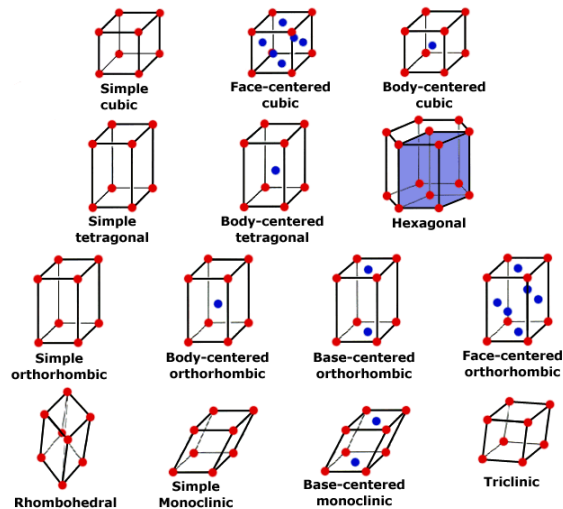 Simple
cubic
Face-centered
cubic
Body-centered
cubic
Simple
tetragonal
Body-centered
tetragonal
Hexagonal
Simple
orthorhombic
Body-centered
orthorhombic
Base-centered
orthorhombic
Face-centered
orthorhombic
Rhombohedral
Simple
Monoclinic
Base-centered
monoclinic
Triclinic